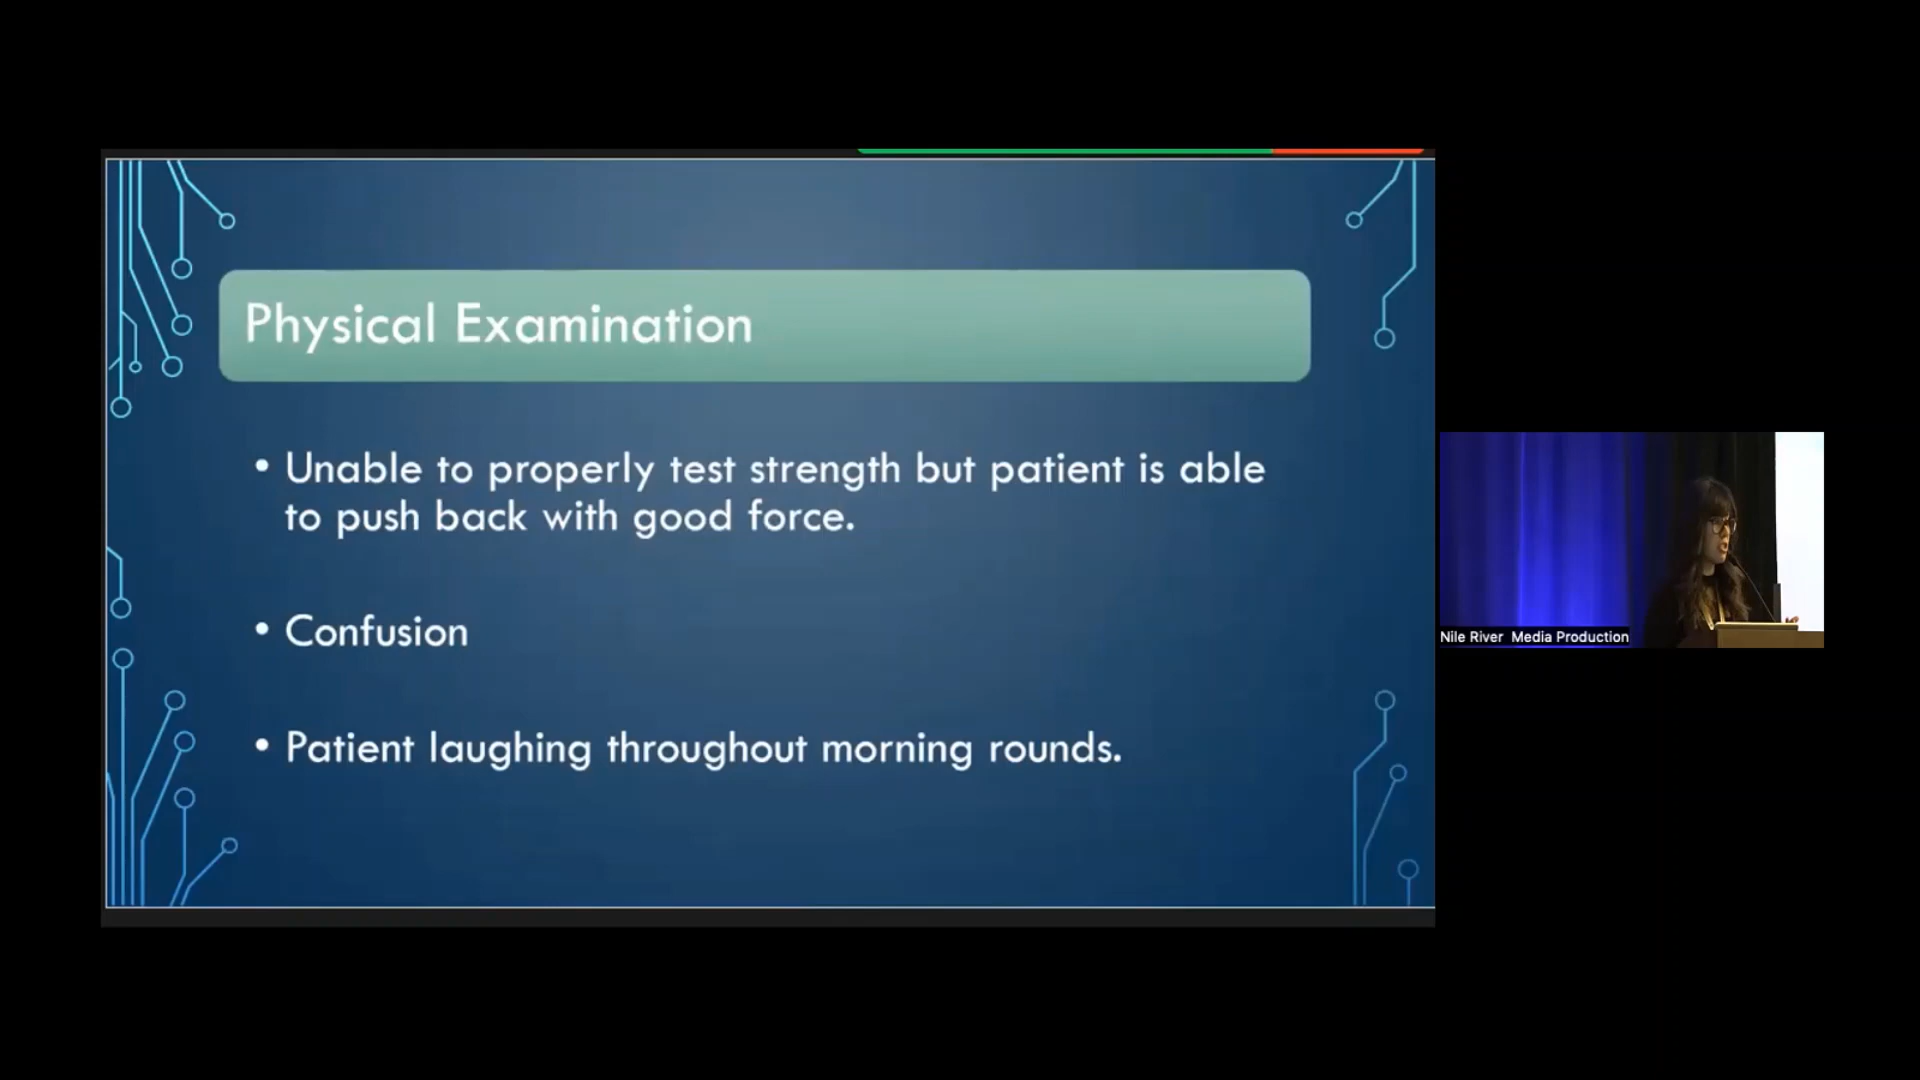 Physical Examination
• Unable to properly test strength but patient is able
to push back with good force.
• Confusion
• Patient laughing throughout morning rounds.
Nile River Media Production